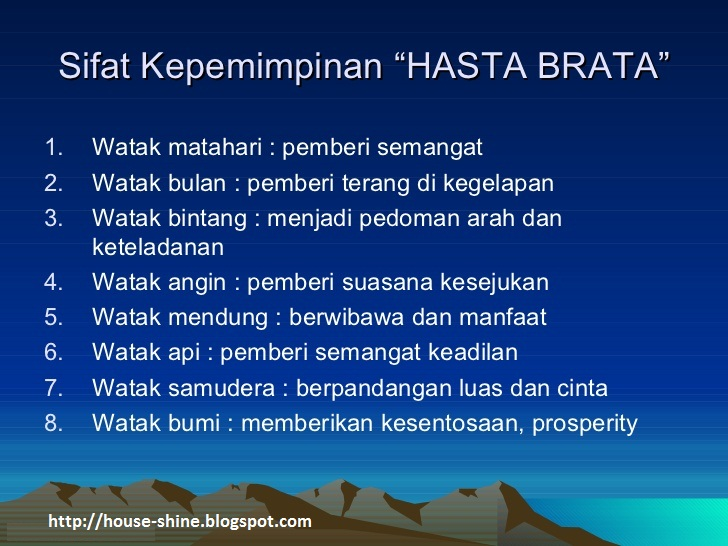 Sifat Kepemimpinan “HASTA BRATA”
1. Watak matahari : pemberi semangat
2. Watak bulan : pemberi terang di kegelapan
3. Watak bintang : menjadi pedoman arah dan
keteladanan
4. Watak angin : pemberi suasana kesejukan
5. Watak mendung : berwibawa dan manfaat
6. Watak api : pemberi semangat keadilan
7. Watak samudera : berpandangan luas dan cinta
8. Watak bumi : memberikan kesentosaan, prosperity
http://house-shine.blogspot.com